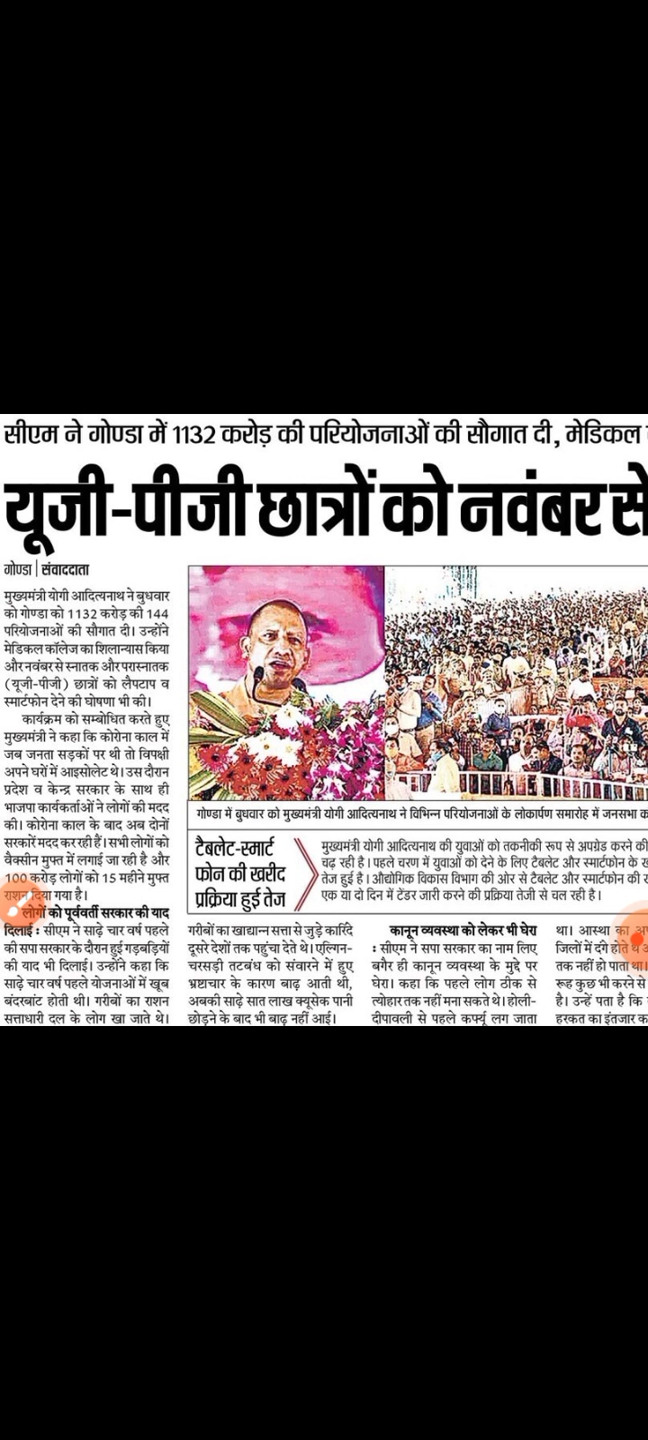 सीएम ने गोण्डा में 1132 करोड़ की परियोजनाओं की सौगात दी, मेडिकल
यूजी-पीजी छात्रों को नवंबर से
गोण्डा | संवाददाता
मुख्यमंत्री योगी आदित्यनाथ ने बुधवार
को गोण्डा को 1132 करोड़ की 144
परियोजनाओं की सौगात दी। उन्होंने
मेडिकल कॉलेज का शिलान्यास किया
और नवंबर से स्नातक और परास्नातक
(यूजी-पीजी) छात्रों को लैपटाप व
स्मार्टफोन देने की घोषणा भी की।
कार्यक्रम को सम्बोधित करते हुए
मुख्यमंत्री ने कहा कि कोरोना काल में
जब जनता सड़कों पर थी तो विपक्षी
अपने घरों में आइसोलेट थे। उस दौरान
प्रदेश व केन्द्र सरकार के साथ ही
भाजपा कार्यकर्ताओं ने लोगों की मदद
की। कोरोना काल के बाद अब दोनों
सरकारें मदद कर रही हैं। सभी लोगों को
वैक्सीन मुफ्त में लगाई जा रही है और
100 करोड़ लोगों को 15 महीने मुफ्त
राशन दिया गया है।
लोगों को पूर्ववर्ती सरकार की याद
दिलाई : सीएम ने साढ़े चार वर्ष पहले
की सपा सरकार के दौरान हुई गड़बड़ियों
की याद भी दिलाई। उन्होंने कहा कि
साढ़े चार वर्ष पहले योजनाओं में खूब
बंदरबांट होती थी। गरीबों का राशन
सत्ताधारी दल के लोग खा जाते थे।
गोण्डा में बुधवार को मुख्यमंत्री योगी आदित्यनाथ ने विभिन्न परियोजनाओं के लोकार्पण समारोह में जनसभा
टैबलेट-स्मार्ट
फोन की खरीद
प्रक्रिया हुई तेज
मुख्यमंत्री योगी आदित्यनाथ की युवाओं को तकनीकी रूप से अपग्रेड करने की
चढ़ रही है। पहले चरण में युवाओं को देने के लिए टैबलेट और स्मार्टफोन के
तेज हुई है। औद्योगिक विकास विभाग की ओर से टैबलेट और स्मार्टफोन की
एक या दो दिन में टेंडर जारी करने की प्रक्रिया तेजी से चल रही है।
गरीबों का खाद्यान्न सत्ता से जुड़े कारिंदे
दूसरे देशों तक पहुंचा देते थे। एल्गिन-
चरसड़ी तटबंध को संवारने में हुए
भ्रष्टाचार के कारण बाढ़ आती थी,
अबकी साढ़े सात लाख क्यूसेक पानी
छोड़ने के बाद भी बाढ़ नहीं आई।
कानून व्यवस्था को लेकर भी घेरा
: सीएम ने सपा सरकार का नाम लिए
बगैर ही कानून व्यवस्था के मुद्दे पर
घेरा। कहा कि पहले लोग ठीक से
त्योहार तक नहीं मना सकते थे। होली-
दीपावली से पहले कर्फ्यू लग जाता
था। आस्था का
जिलों में दंगे होते थे
तक नहीं हो पाता था।
रूह कुछ भी करने से
है। उन्हें पता है कि
हरकत का इंतजार